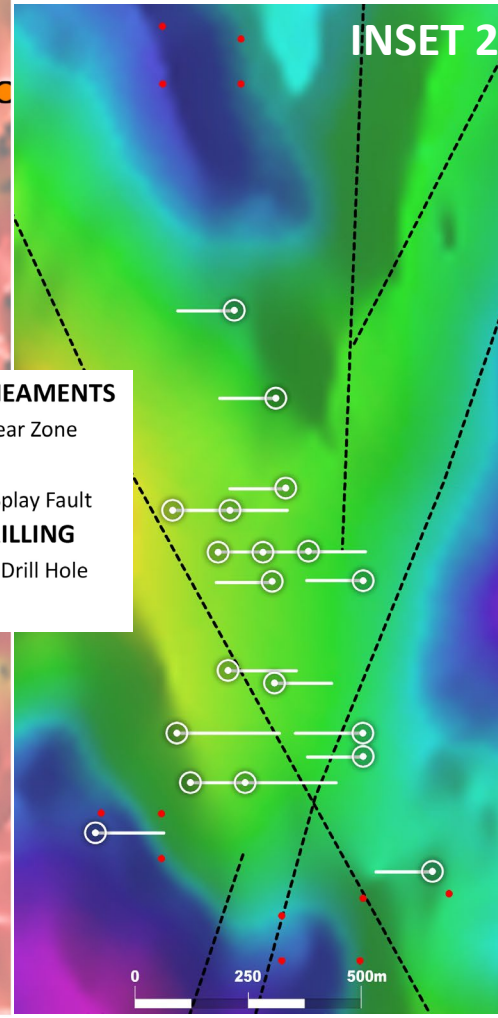 INSET 2
EAMENTS
ear Zone
play Fault
ILLING
Drill Hole
0 250 500m